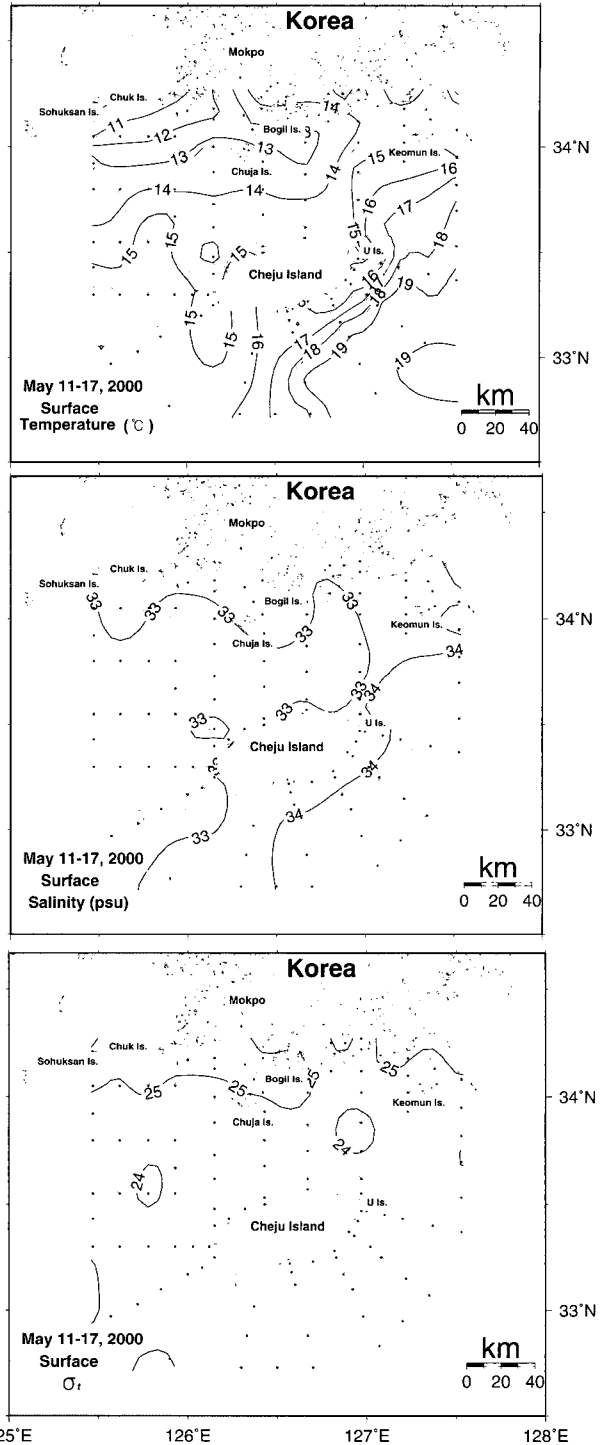 Korea
Mokpo
Chuk Is.
Sohuksan Is.
14
11
Bogil Is.
12
13
13
15
Keomun Is.
34°N
Chuja Is.
14
16
14
14
16
17
15
15
15
15
U Is.
18
Cheju Island
16
17
18
19
15
15
16
17
18
19
19
33°N
May 11-17, 2000
Surface
Temperature (℃)
km
0 20 40
Korea
Mokpo
Chuk Is.
Sohuksan Is.
33
33
33
Bogil Is.
33
33
Keomun Is.
34°N
Chuja Is.
34
33
33
33
34
U Is.
Cheju Island
34
34
33
33°N
May 11-17, 2000
Surface
Salinity (psu)
km
0 20 40
Korea
Mokpo
Chuk Is.
Sohuksan Is.
25
25
Bogil Is.
25
25
Keomun Is.
34°N
Chuja Is.
24
24
U Is.
Cheju Island
33°N
May 11-17, 2000
Surface
σt
km
0 20 40
126°E
127°E
128°E